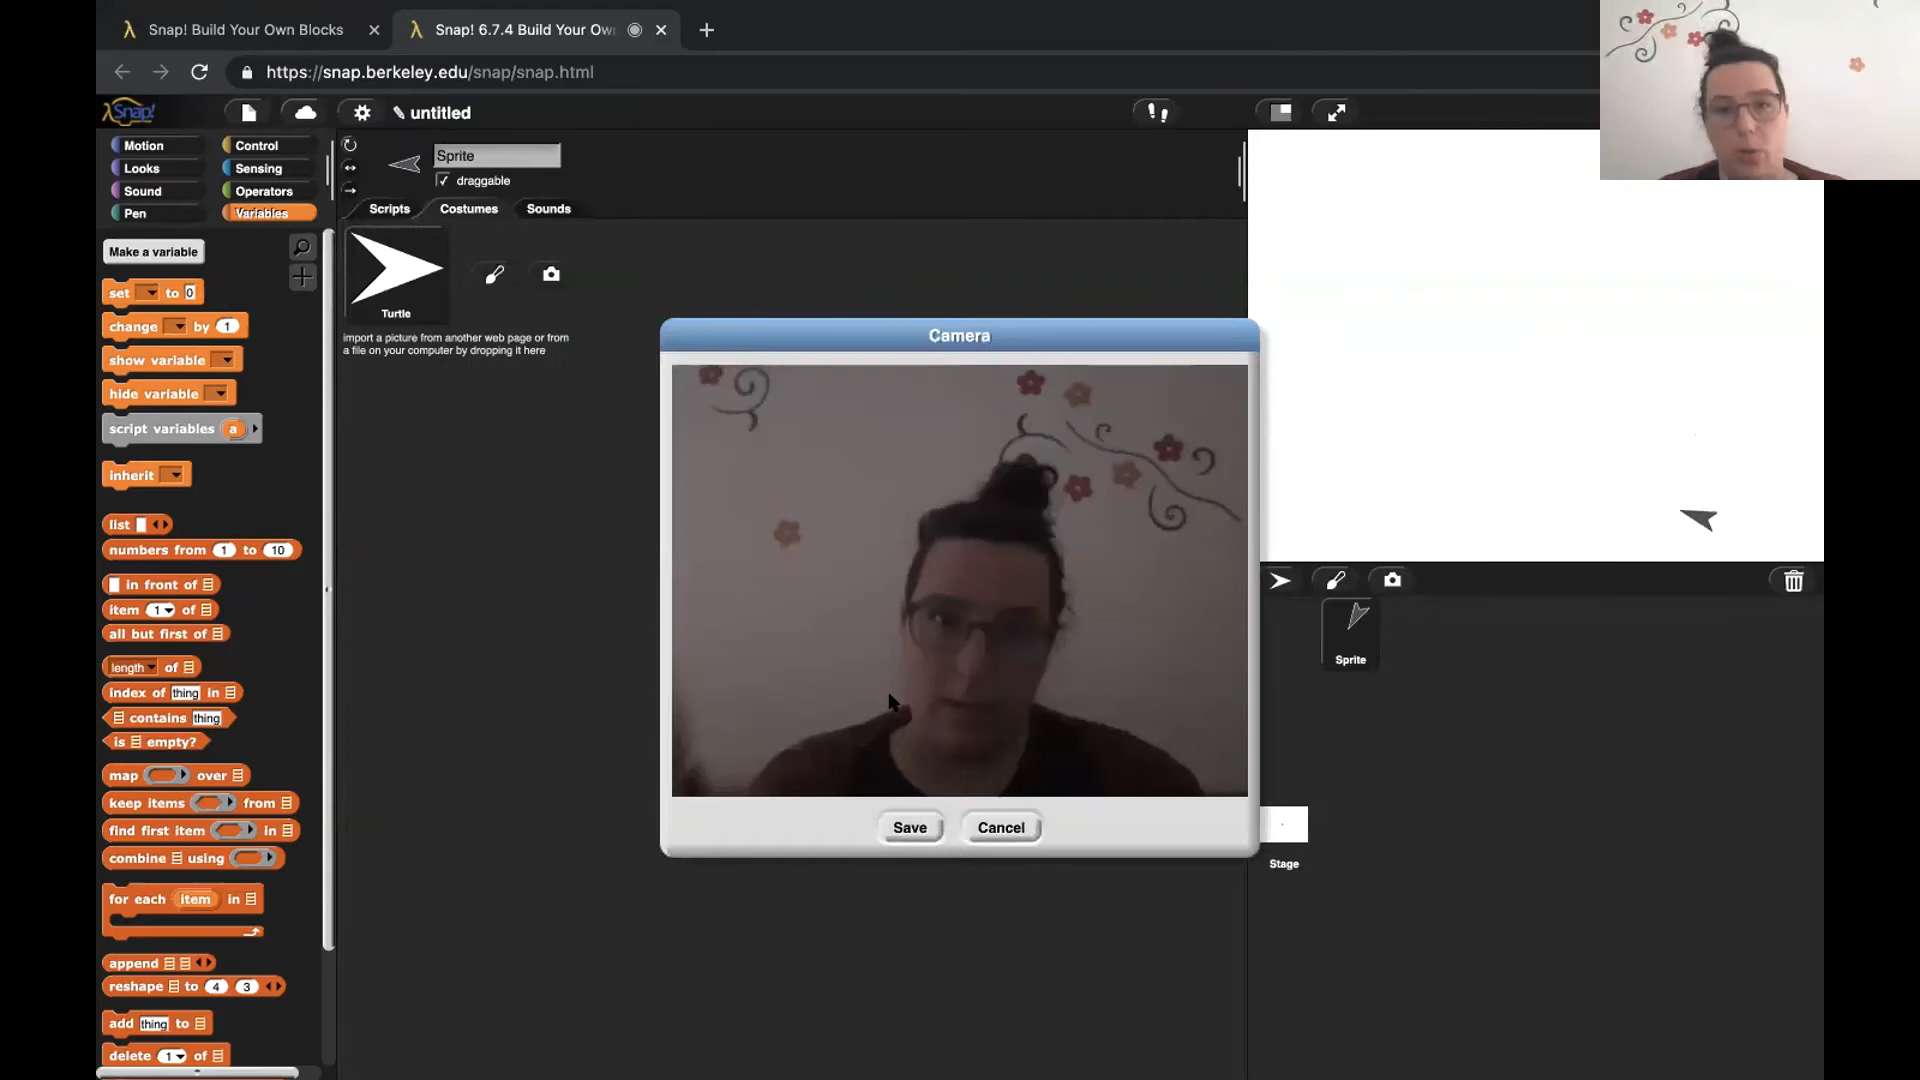 Snap! Build Your Own Blocks
Snap! 6.7.4 Build Your Ow
https://snap.berkeley.edu/snap/snap.html
Snap!
untitled
Motion
Control
Looks
Sensing
Sound
Operators
Pen
Variables
Sprite
draggable
Scripts
Costumes
Sounds
Make a variable
set to 0
change by 1
show variable
hide variable
script variables a
inherit
list
numbers from 1 to 10
in front of
item 1 of
all but first of
length of
index of thing in
contains thing
is empty?
map over
keep items from
find first item in
combine using
for each item in
append
reshape to 4 3
add thing to
delete 1 of
Turtle
import a picture from another web page or from
a file on your computer by dropping it here
Camera
Save
Cancel
Sprite
Stage